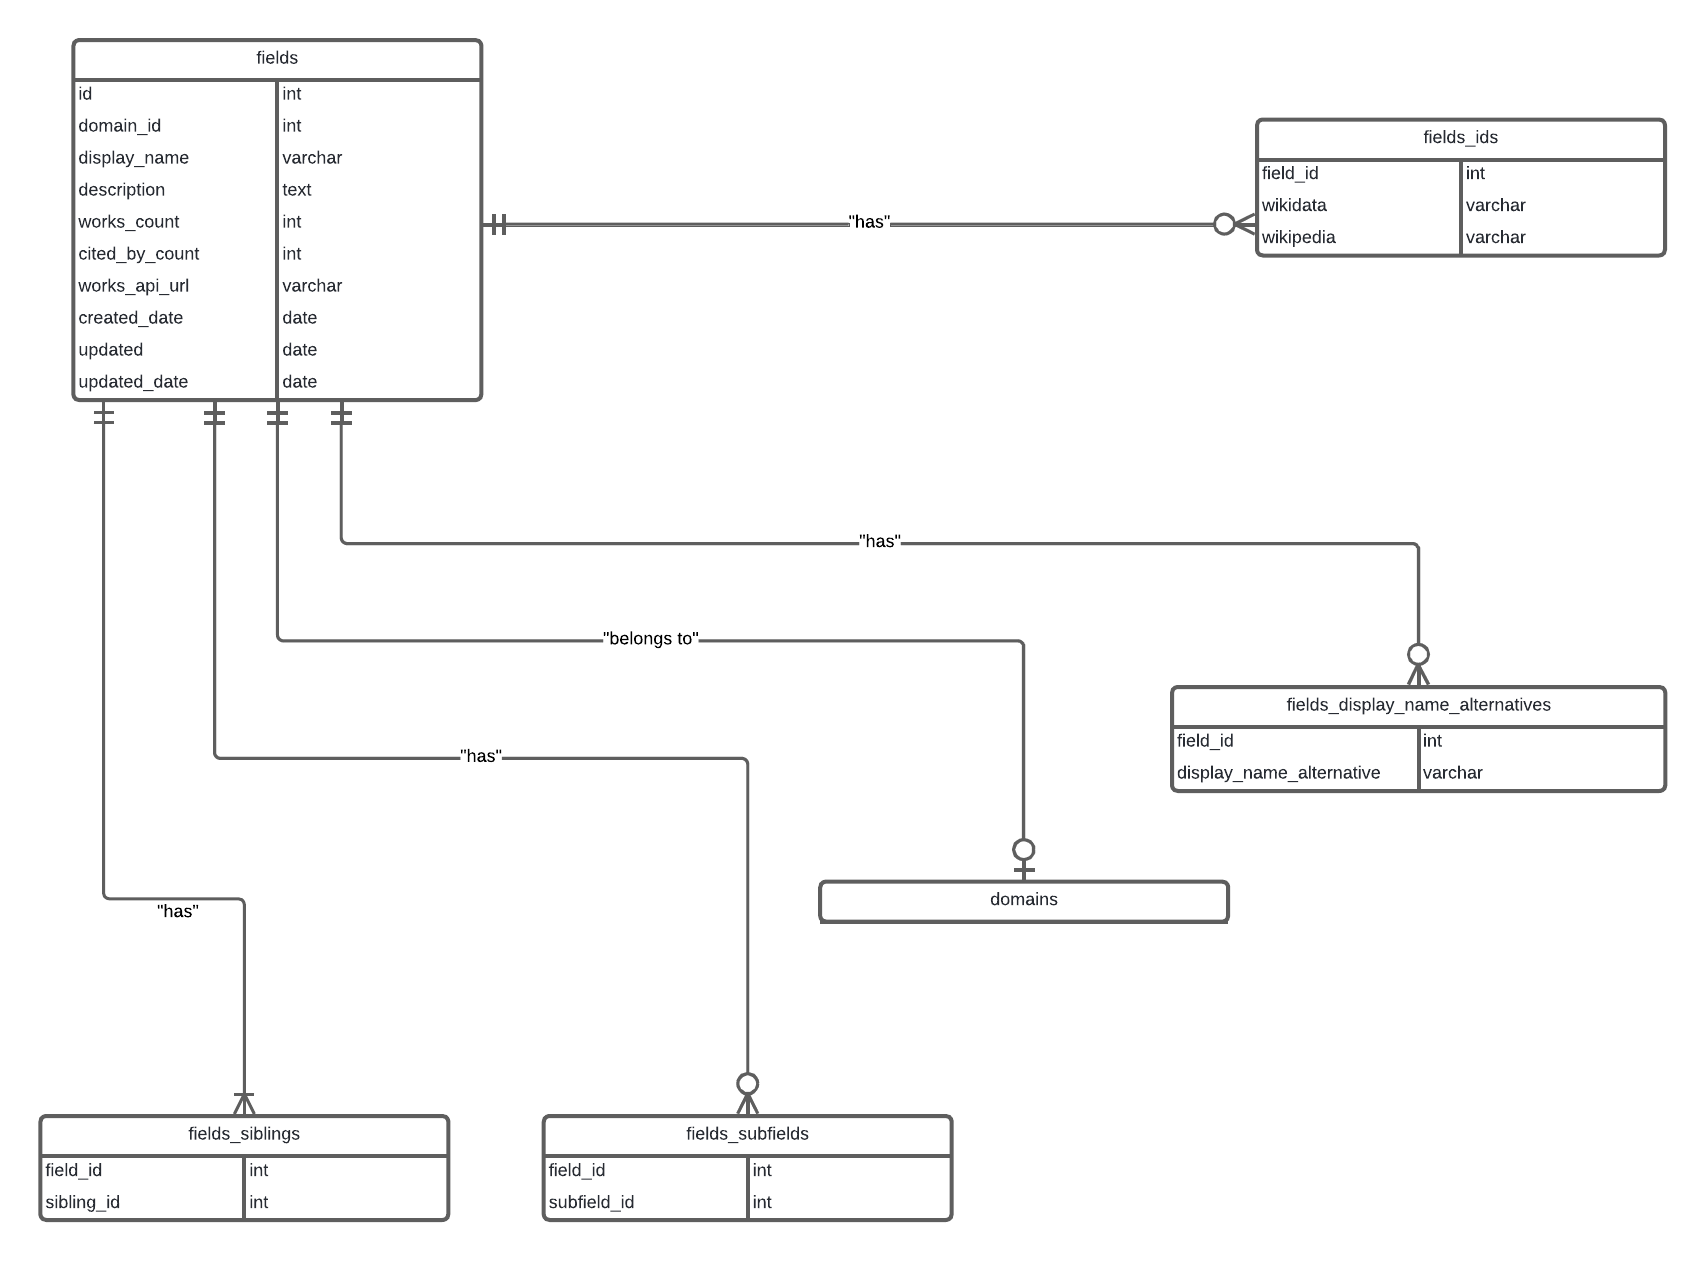 fields
id int
domain_id int
display_name varchar
description text
works_count int
cited_by_count int
works_api_url varchar
created_date date
updated date
updated_date date
"has"
fields_ids
field_id int
wikidata varchar
wikipedia varchar
"has"
"belongs to"
fields_display_name_alternatives
field_id int
display_name_alternative varchar
"has"
domains
"has"
fields_siblings
field_id int
sibling_id int
fields_subfields
field_id int
subfield_id int